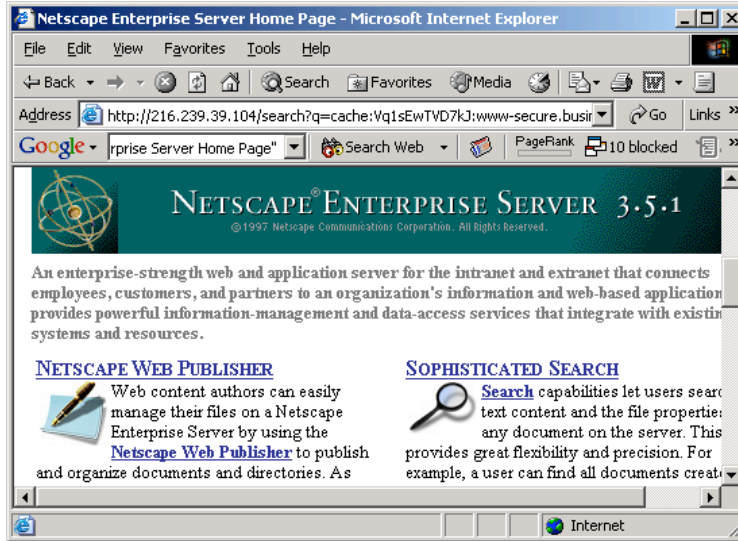 Netscape Enterprise Server Home Page - Microsoft Internet Explorer
File Edit View Favorites Tools Help
Back Search Favorites Media
Address http://216.239.39.104/search?q=cache:Vq1sEwTVD7kJ:www-secure.busir Go Links »
Google rprise Server Home Page" Search Web PageRank 10 blocked »
NETSCAPE® ENTERPRISE SERVER 3.5.1
©1997 Netscape Communications Corporation. All Rights Reserved.
An enterprise-strength web and application server for the intranet and extranet that connects
employees, customers, and partners to an organization's information and web-based application
provides powerful information-management and data-access services that integrate with existin
systems and resources.
NETSCAPE WEB PUBLISHER
Web content authors can easily
manage their files on a Netscape
Enterprise Server by using the
Netscape Web Publisher to publish
and organize documents and directories. As
SOPHISTICATED SEARCH
Search capabilities let users searc
text content and the file properties
any document on the server. This
provides great flexibility and precision. For
example, a user can find all documents creat
Internet